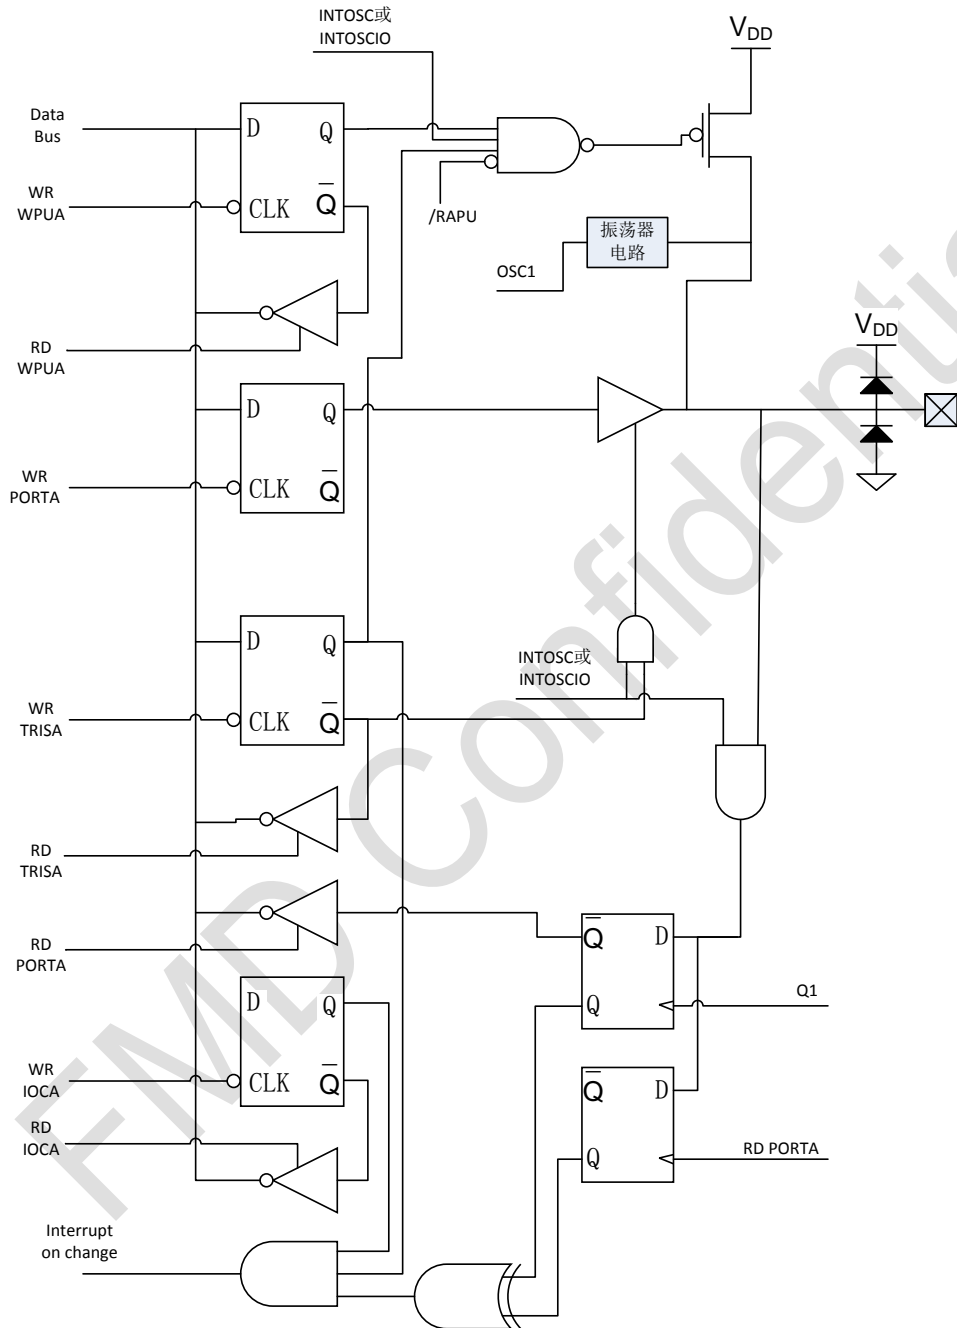 INTOSC或
INTOSCIO
VDD
Data
Bus
D
Q
WR
WPUA
CLK
Q
/RAPU
振荡器
电路
OSC1
RD
WPUA
VDD
D
Q
WR
PORTA
CLK
Q
D
Q
INTOSC或
INTOSCIO
WR
TRISA
CLK
Q
RD
TRISA
RD
PORTA
Q
D
Q
Q1
D
Q
WR
IOCA
CLK
Q
Q
D
RD
IOCA
Q
RD PORTA
Interrupt
on change
FMD Confidenti